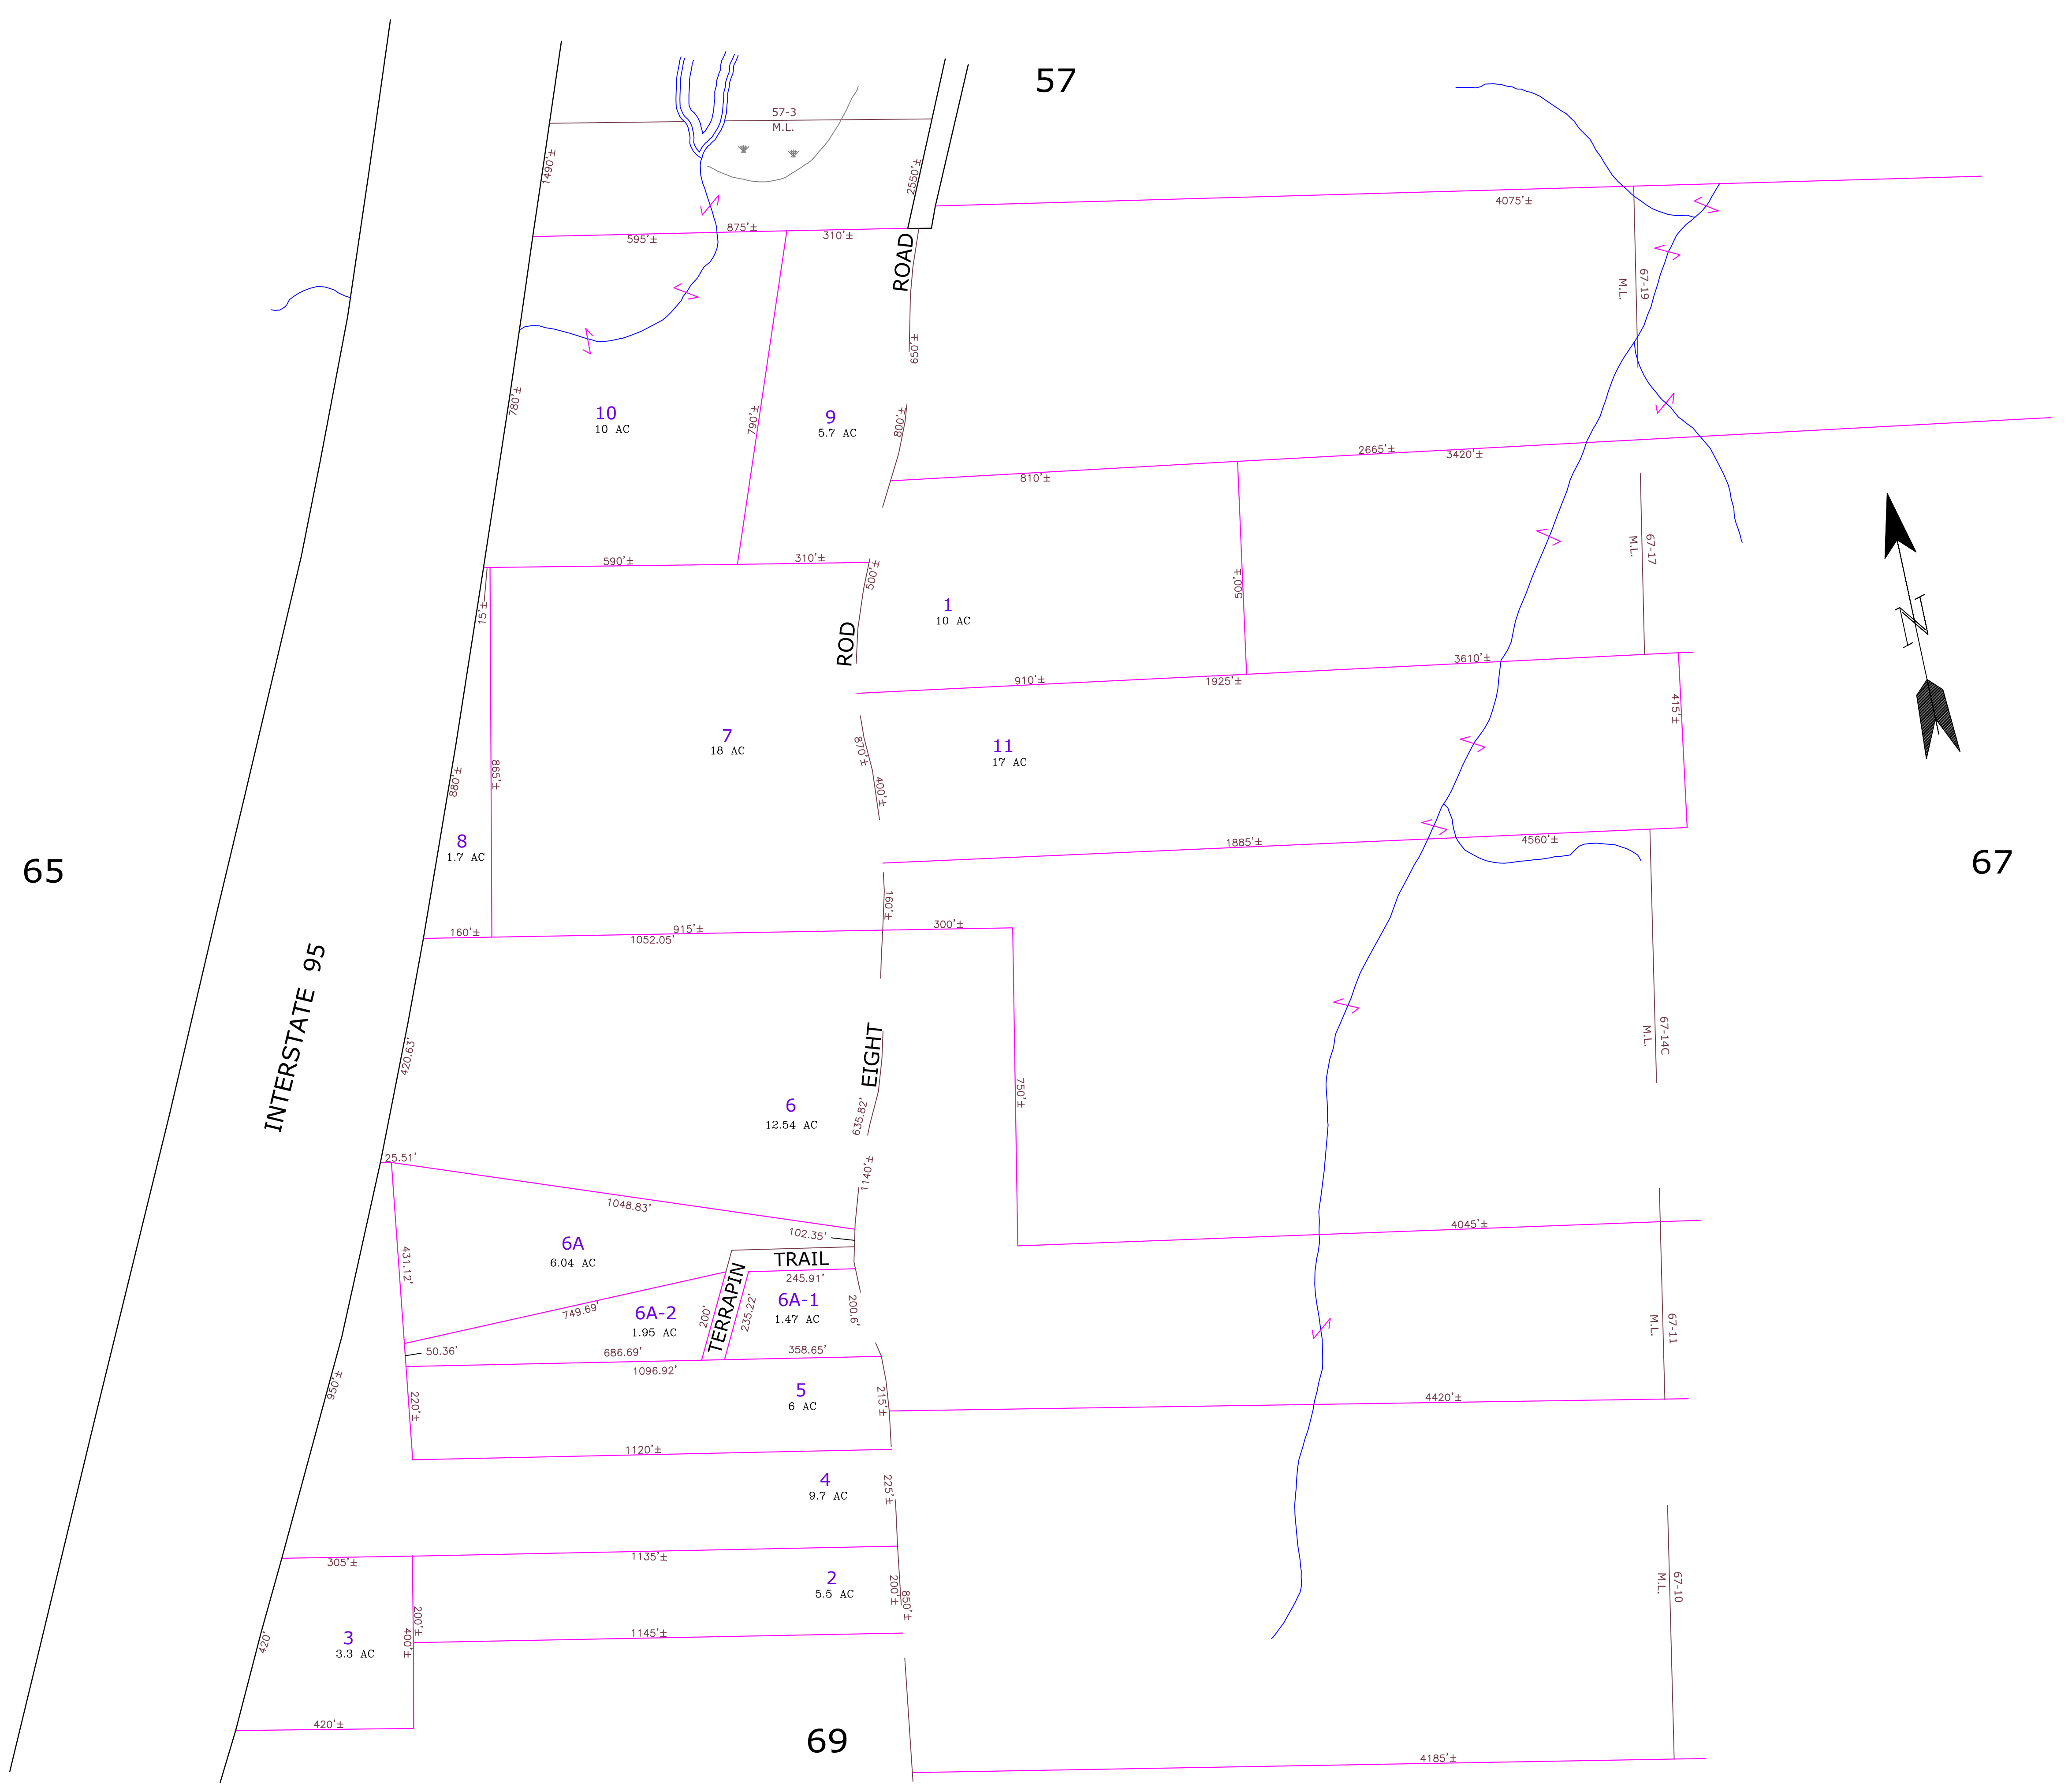 57
57-3
M.L.
1490'±
2550'±
4075'±
875'±
595'±
310'±
ROAD
67-19
M.L.
650'±
780'±
10
10 AC
790'±
9
5.7 AC
800'±
2665'±
3420'±
810'±
67-17
M.L.
590'±
310'±
500'±
15'±
500'±
1
10 AC
ROD
3610'±
910'±
1925'±
415'±
7
18 AC
870'±
11
17 AC
865'±
880'±
400'±
8
1.7 AC
1885'±
4560'±
65
67
160'±
160'±
915'±
1052.05'
300'±
INTERSTATE 95
420.63'
EIGHT
67-14C
M.L.
750'±
6
12.54 AC
635.82'
25.51'
1140'±
1048.83'
102.35'
4045'±
6A
6.04 AC
431.12'
TRAIL
245.91'
TERRAPIN
6A-1
1.47 AC
749.69'
6A-2
1.95 AC
200'
235.22'
200.6'
67-11
M.L.
50.36'
686.69'
358.65'
1096.92'
950'±
5
6 AC
220'±
215'±
4420'±
1120'±
4
9.7 AC
225'±
305'±
1135'±
2
5.5 AC
200'±
850'±
67-10
M.L.
200'±
400'±
1145'±
3
3.3 AC
420'
420'±
69
4185'±
N